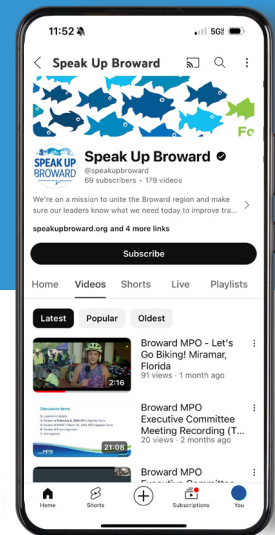 11:52
5G
Speak Up Broward
Fo
SPEAK UP
BROWARD
Speak Up Broward
@speakupbroward
69 subscribers • 179 videos
We're on a mission to unite the Broward region and make
sure our leaders know what we need today to improve tra...
speakupbroward.org and 4 more links
Subscribe
Home Videos Shorts Live Playlists
Latest Popular Oldest
Broward MPO - Let's
Go Biking! Miramar,
Florida
91 views · 1 month ago
2:16
Discussion Items
Broward MPO
Executive Committee
Meeting Recording (T...
20 views · 2 months ago
MPO
21:08
Broward MPO
Executive Committee
Home Shorts Subscriptions You